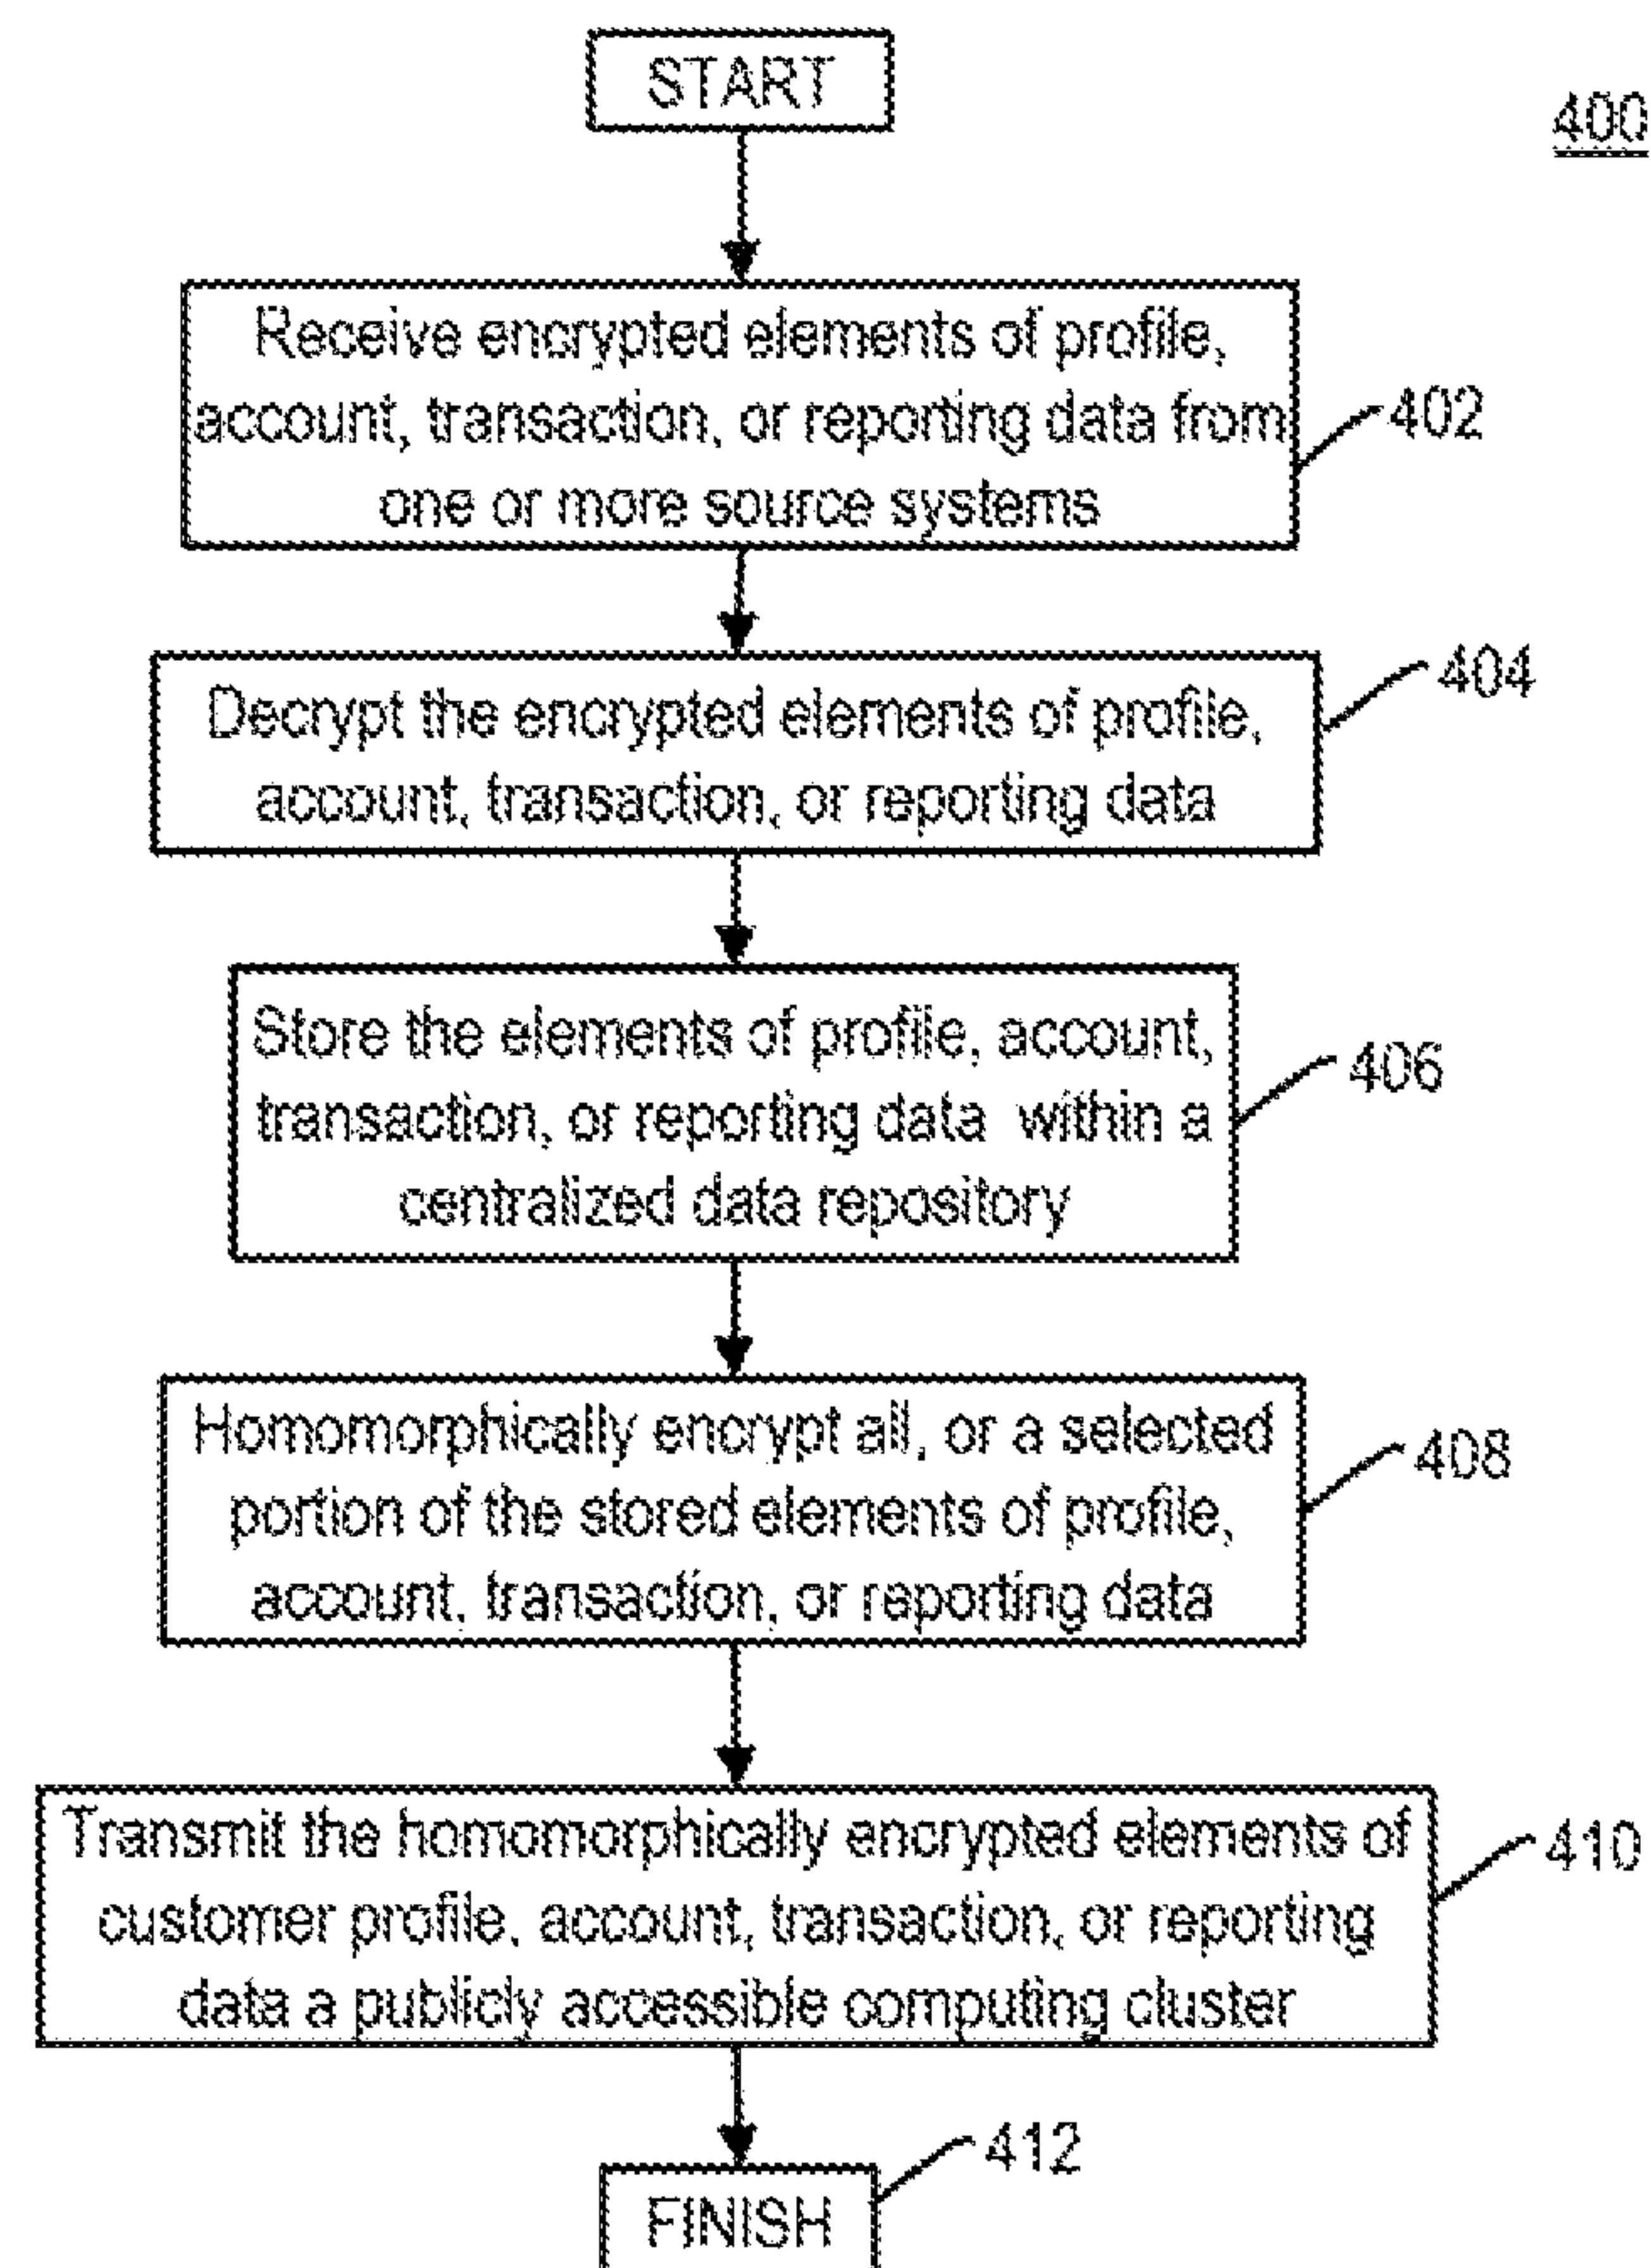 START
400
Receive encrypted elements of profile,
account, transaction, or reporting data from
one or more source systems
402
Decrypt the encrypted elements of profile,
account, transaction, or reporting data
404
Store the elements of profile, account,
transaction, or reporting data within a
centralized data repository
406
Homomorphically encrypt all, or a selected
portion of the stored elements of profile,
account, transaction, or reporting data
408
Transmit the homomorphically encrypted elements of
customer profile, account, transaction, or reporting
data a publicly accessible computing cluster
410
412
FINISH